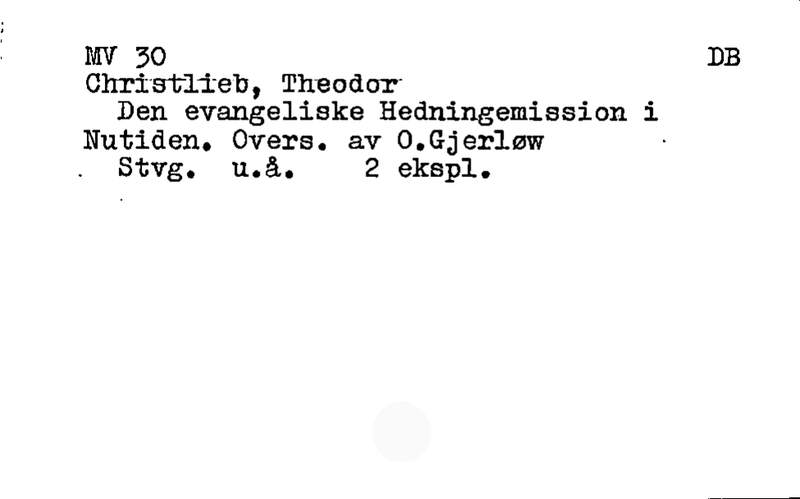 MV 30 DB
Christlieb, Theodor
Den evangeliske Hedningemission i
Nutiden. Overs. av O.Gjerløw
Stvg. u.å. 2 ekspl.